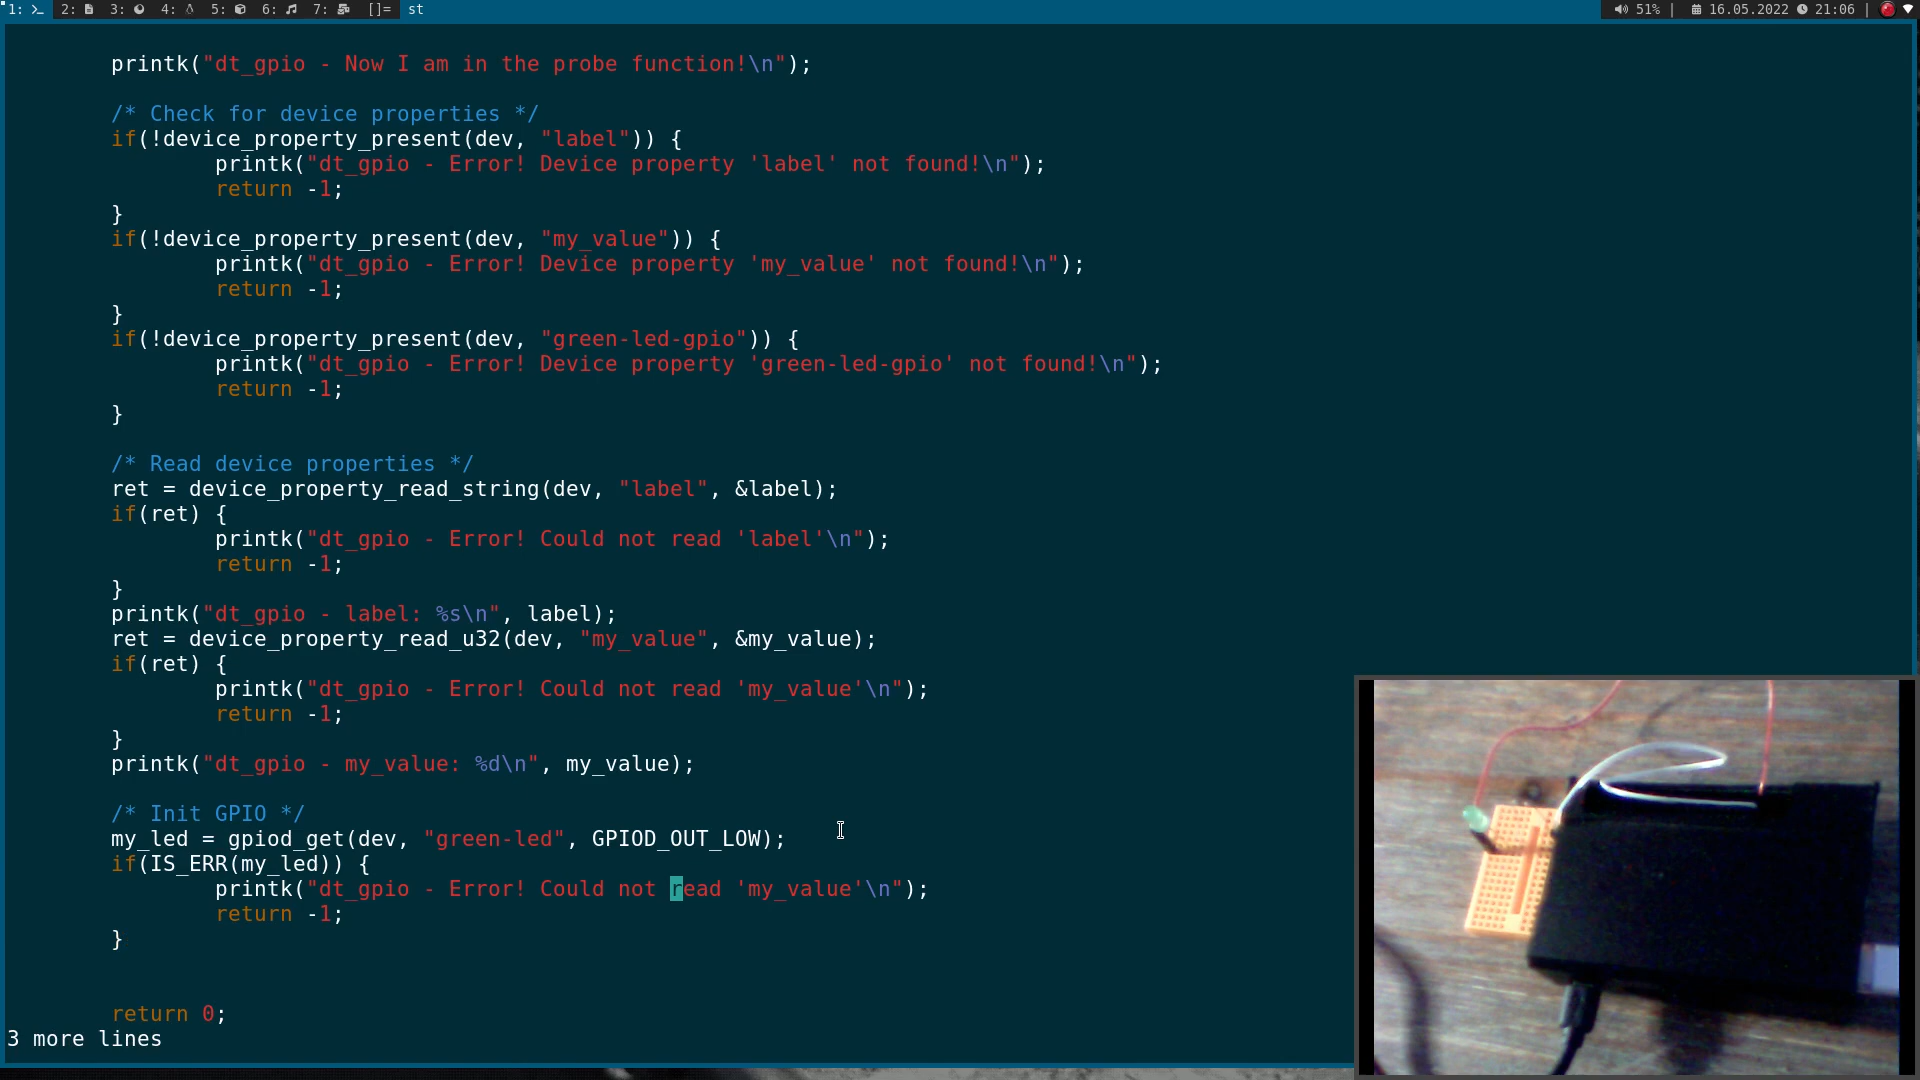 1: 2: 3: 4: 5: 6: 7: []= st 51% | 16.05.2022 21:06 |
printk("dt_gpio - Now I am in the probe function!\n");
/* Check for device properties */
if(!device_property_present(dev, "label")) {
printk("dt_gpio - Error! Device property 'label' not found!\n");
return -1;
}
if(!device_property_present(dev, "my_value")) {
printk("dt_gpio - Error! Device property 'my_value' not found!\n");
return -1;
}
if(!device_property_present(dev, "green-led-gpio")) {
printk("dt_gpio - Error! Device property 'green-led-gpio' not found!\n");
return -1;
}
/* Read device properties */
ret = device_property_read_string(dev, "label", &label);
if(ret) {
printk("dt_gpio - Error! Could not read 'label'\n");
return -1;
}
printk("dt_gpio - label: %s\n", label);
ret = device_property_read_u32(dev, "my_value", &my_value);
if(ret) {
printk("dt_gpio - Error! Could not read 'my_value'\n");
return -1;
}
printk("dt_gpio - my_value: %d\n", my_value);
/* Init GPIO */
my_led = gpiod_get(dev, "green-led", GPIOD_OUT_LOW);
if(IS_ERR(my_led)) {
printk("dt_gpio - Error! Could not read 'my_value'\n");
return -1;
}
return 0;
3 more lines